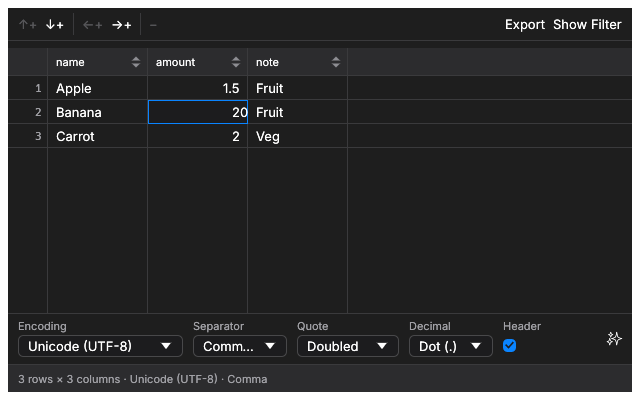 Export Show Filter
name amount note
1 Apple 1.5 Fruit
2 Banana 20 Fruit
3 Carrot 2 Veg
Encoding Separator Quote Decimal Header
Unicode (UTF-8) Comm... Doubled Dot (.)
3 rows × 3 columns · Unicode (UTF-8) · Comma